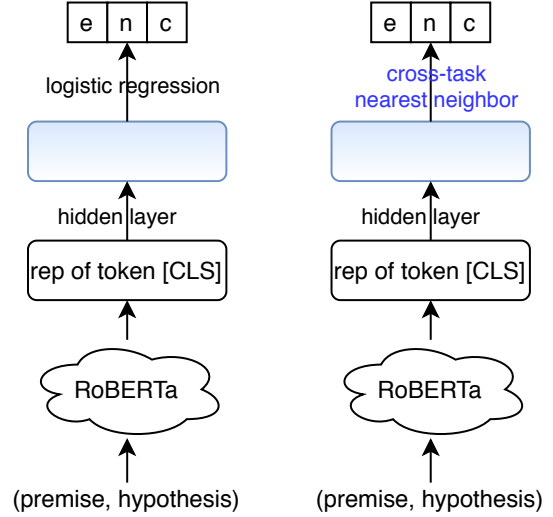 e n c
logistic regression
hidden layer
rep of token [CLS]
RoBERTa
(premise, hypothesis)
e n c
cross-task
nearest neighbor
hidden layer
rep of token [CLS]
RoBERTa
(premise, hypothesis)